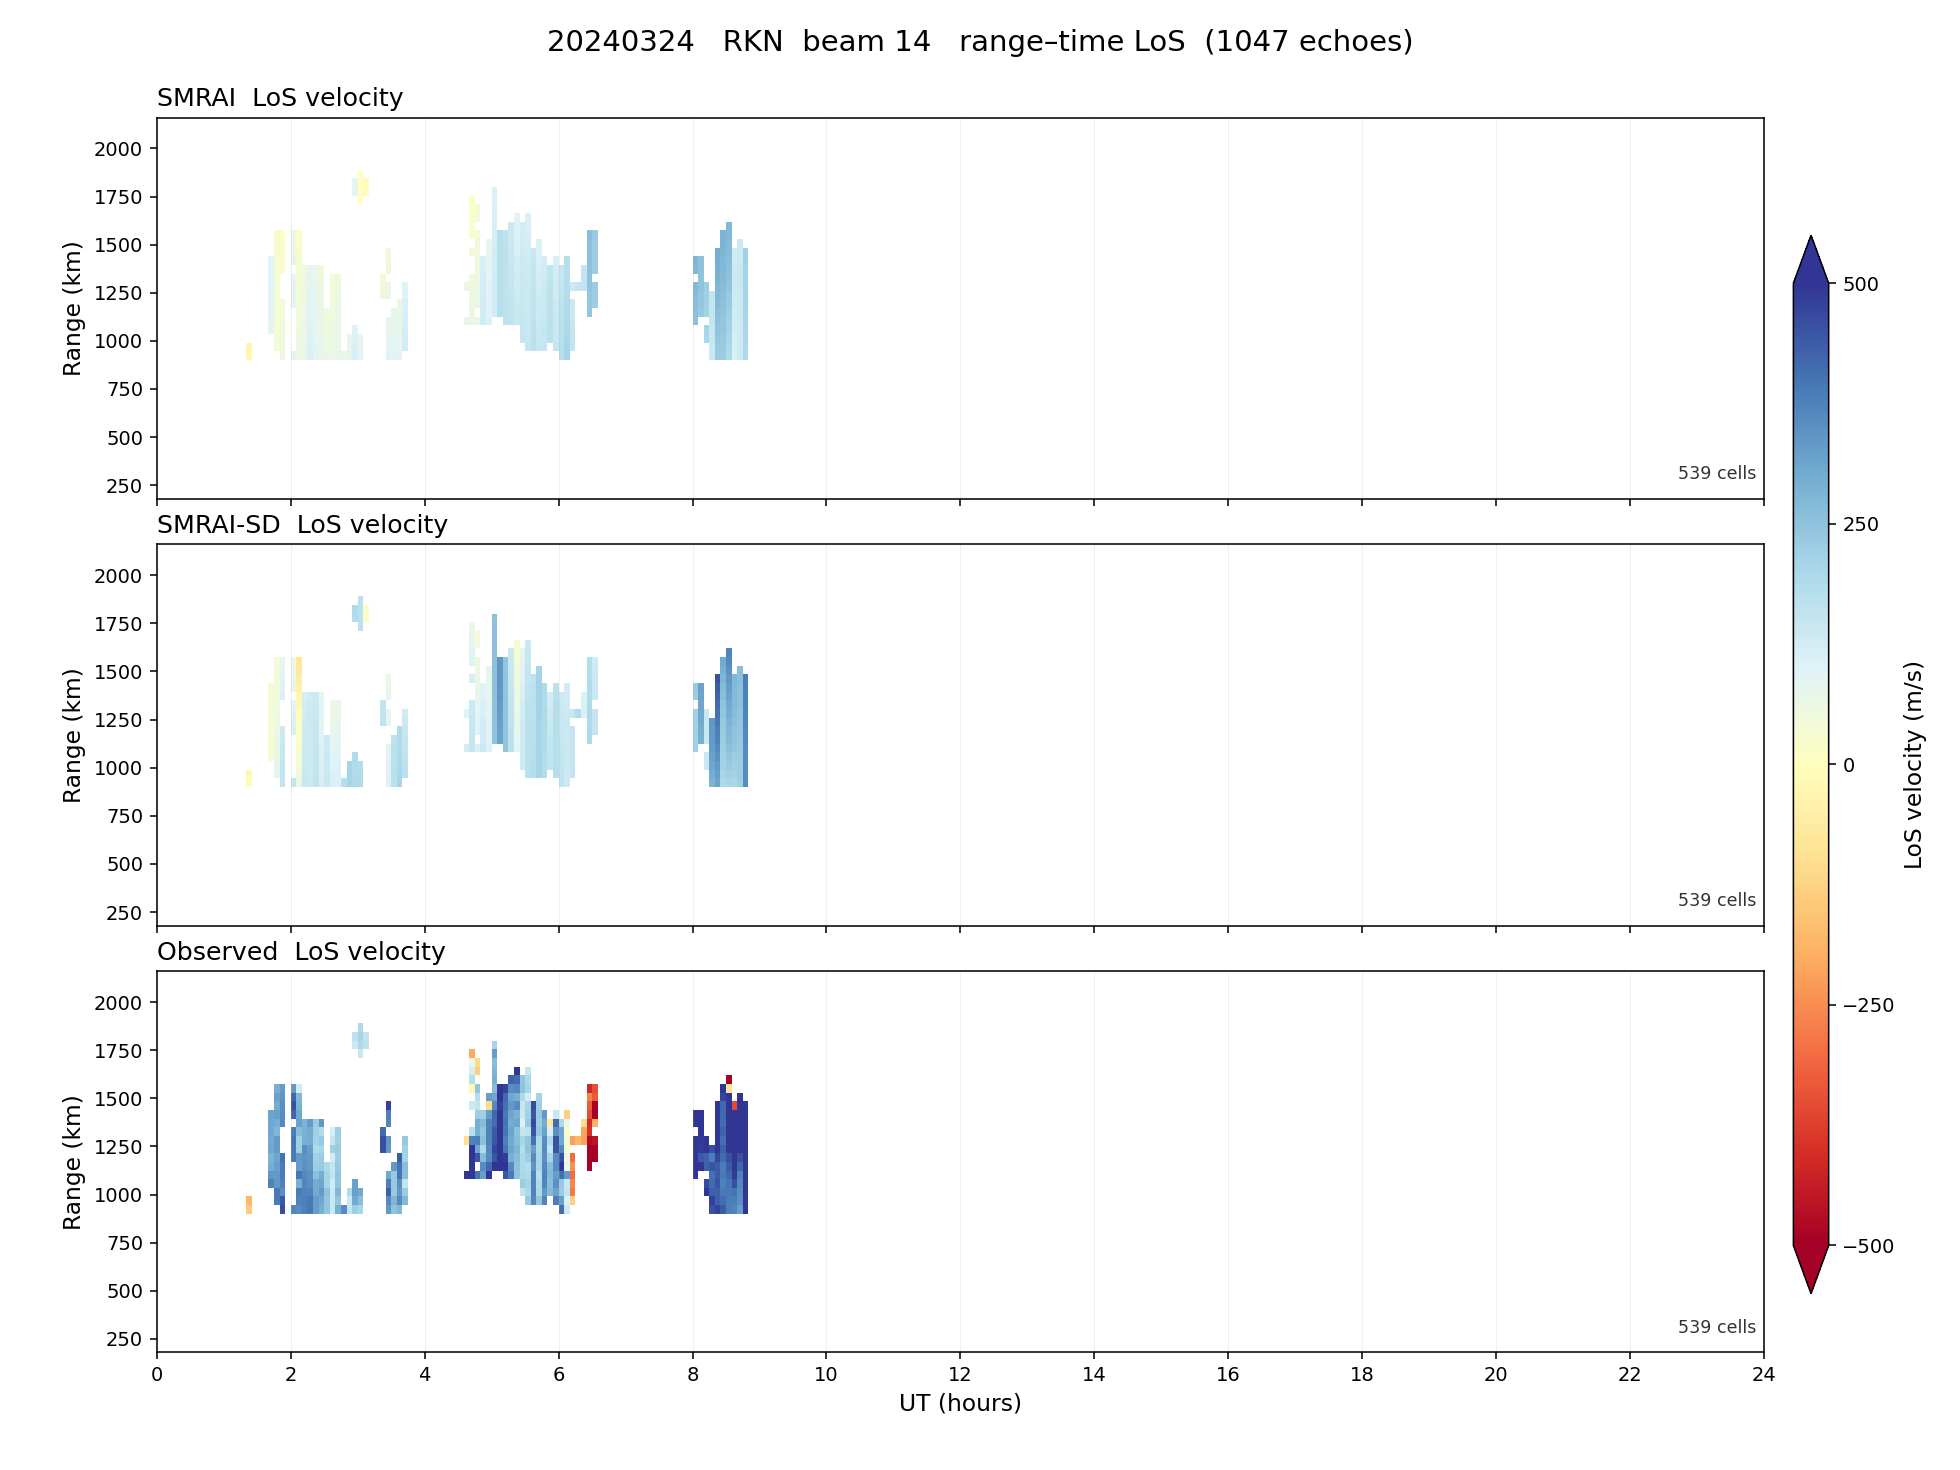 20240324   RKN  beam 14   range–time LoS  (1047 echoes)
SMRAI  LoS velocity
2000
1750
1500
1250
1000
750
500
250
Range (km)
539 cells
SMRAI-SD  LoS velocity
2000
1750
1500
1250
1000
750
500
250
Range (km)
539 cells
Observed  LoS velocity
2000
1750
1500
1250
1000
750
500
250
Range (km)
539 cells
0 2 4 6 8 10 12 14 16 18 20 22 24
UT (hours)
500
250
0
−250
−500
LoS velocity (m/s)